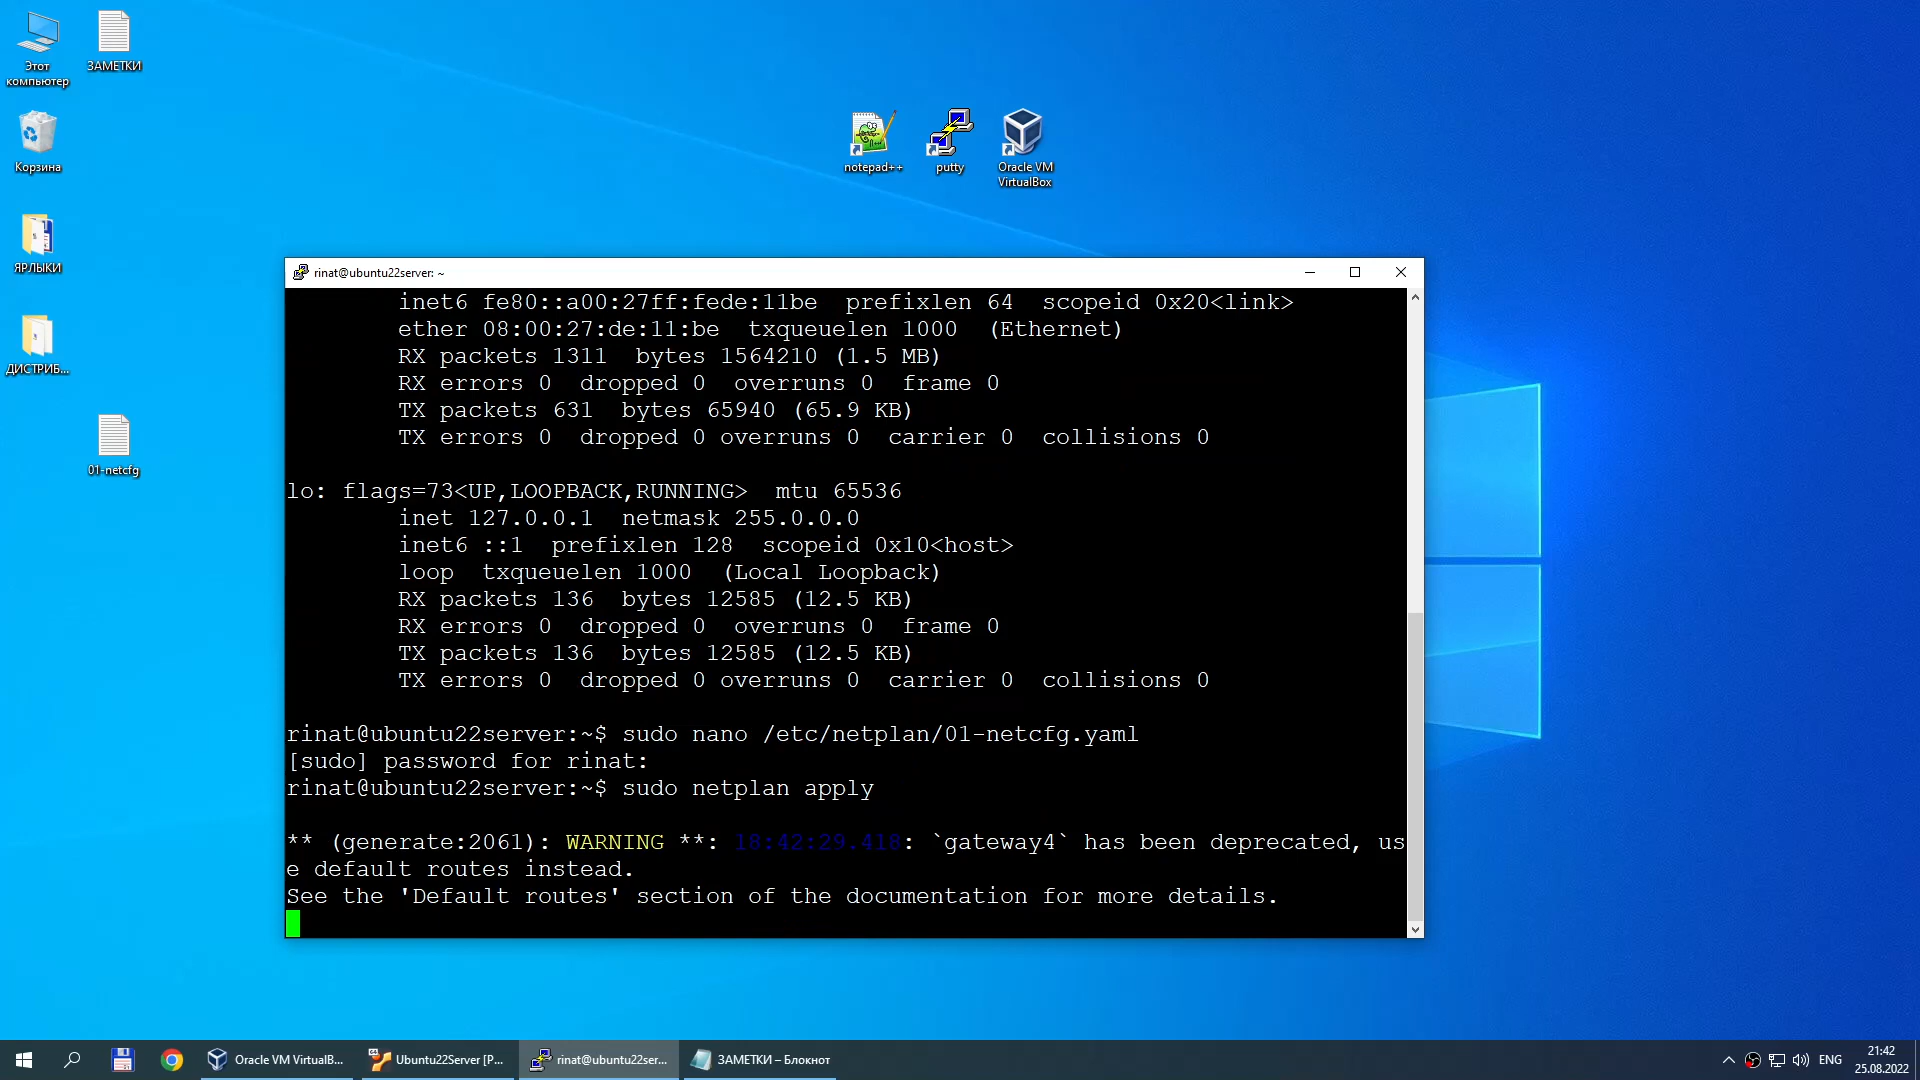 Этот
компьютер
ЗАМЕТКИ
Корзина
ЯРЛЫКИ
ДИСТРИБ...
01-netcfg
notepad++
putty
Oracle VM
VirtualBox
rinat@ubuntu22server: ~
inet6 fe80::a00:27ff:fede:11be  prefixlen 64  scopeid 0x20<link>
ether 08:00:27:de:11:be  txqueuelen 1000  (Ethernet)
RX packets 1311  bytes 1564210 (1.5 MB)
RX errors 0  dropped 0  overruns 0  frame 0
TX packets 631  bytes 65940 (65.9 KB)
TX errors 0  dropped 0 overruns 0  carrier 0  collisions 0
lo: flags=73<UP,LOOPBACK,RUNNING>  mtu 65536
inet 127.0.0.1  netmask 255.0.0.0
inet6 ::1  prefixlen 128  scopeid 0x10<host>
loop  txqueuelen 1000  (Local Loopback)
RX packets 136  bytes 12585 (12.5 KB)
RX errors 0  dropped 0  overruns 0  frame 0
TX packets 136  bytes 12585 (12.5 KB)
TX errors 0  dropped 0 overruns 0  carrier 0  collisions 0
rinat@ubuntu22server:~$ sudo nano /etc/netplan/01-netcfg.yaml
[sudo] password for rinat:
rinat@ubuntu22server:~$ sudo netplan apply
** (generate:2061): WARNING **: 18:42:29.418: `gateway4` has been deprecated, us
e default routes instead.
See the 'Default routes' section of the documentation for more details.
Oracle VM VirtualB...
Ubuntu22Server [P...
rinat@ubuntu22ser...
ЗАМЕТКИ – Блокнот
ENG
21:42
25.08.2022